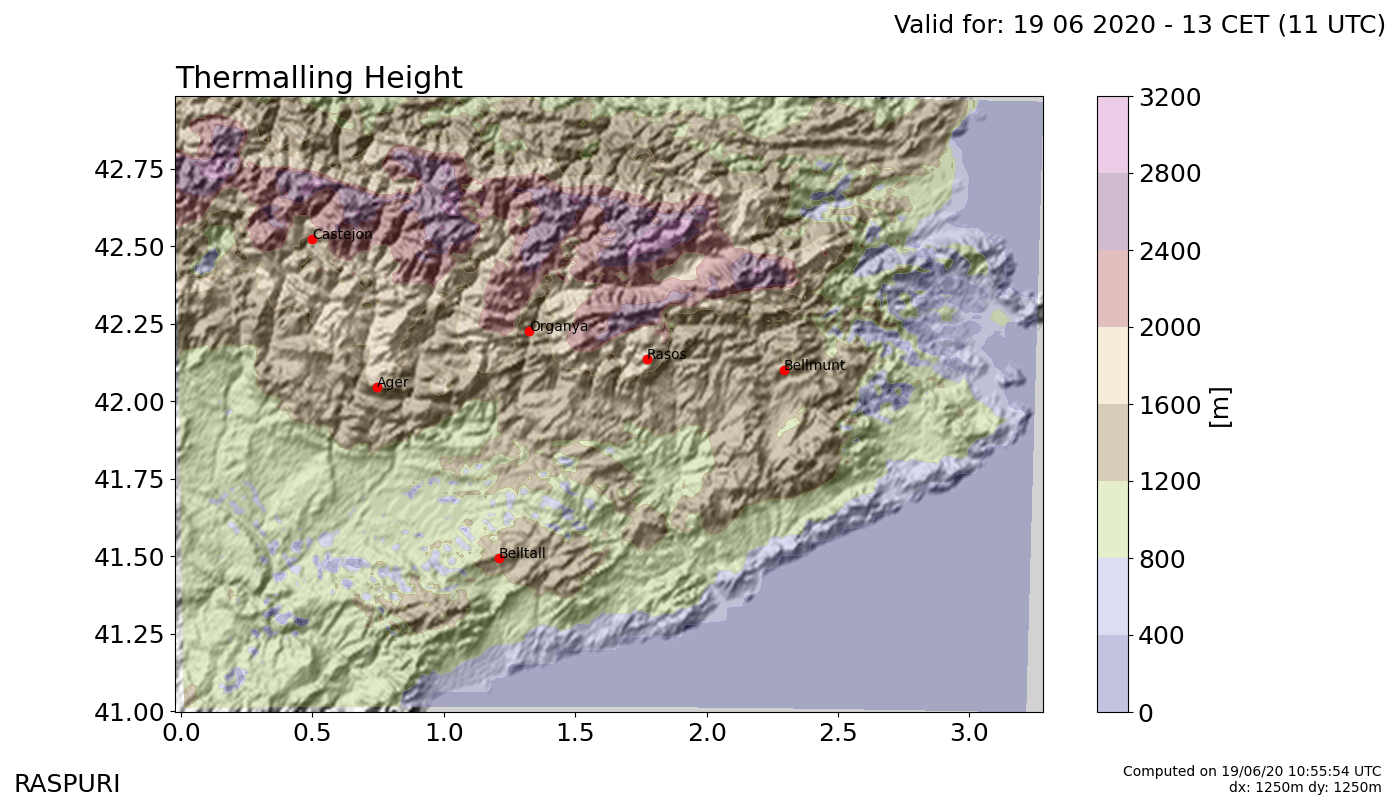 Valid for: 19 06 2020 - 13 CET (11 UTC)
Thermalling Height
42.75
42.50
42.25
42.00
41.75
41.50
41.25
41.00
0.0
0.5
1.0
1.5
2.0
2.5
3.0
Castejon
Organya
Rasos
Bellmunt
Ager
Belltall
3200
2800
2400
2000
1600
1200
800
400
0
[m]
RASPURI
Computed on 19/06/20 10:55:54 UTC
dx: 1250m dy: 1250m